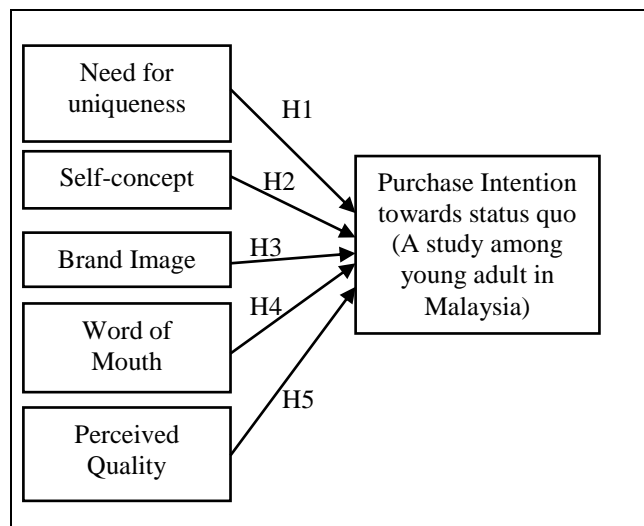 Need for
uniqueness
H1
Self-concept
H2
Brand Image
H3
Word of
Mouth
H4
Perceived
Quality
H5
Purchase Intention
towards status quo
(A study among
young adult in
Malaysia)